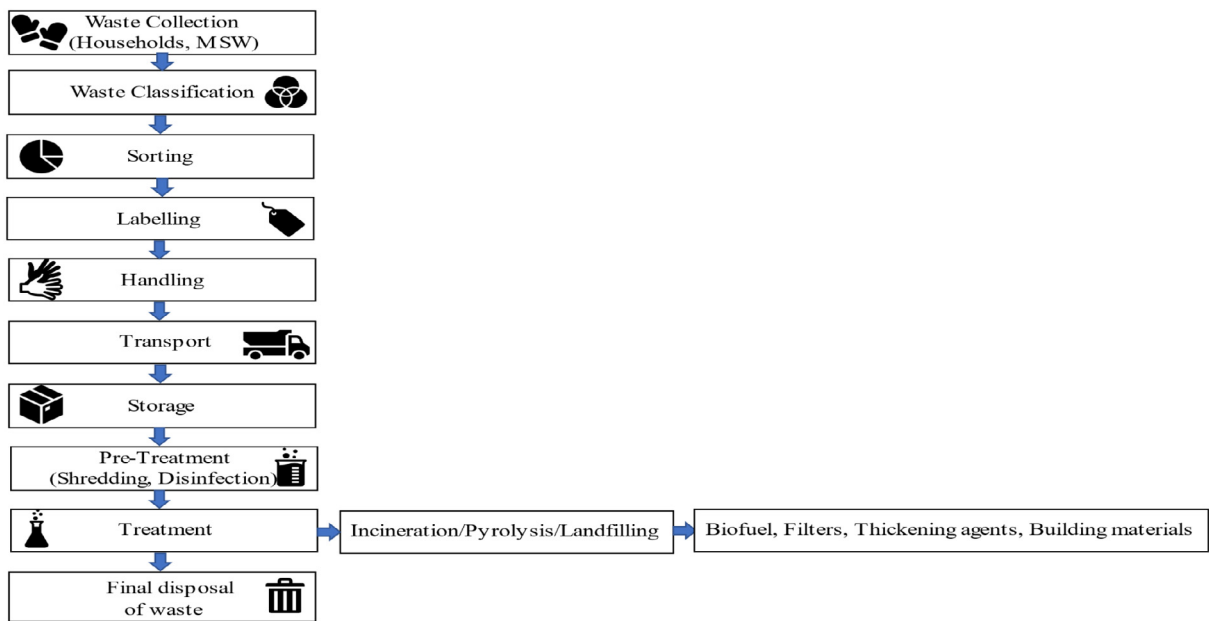 Waste Collection
(Households, MSW)
Waste Classification
Sorting
Labelling
Handling
Transport
Storage
Pre-Treatment
(Shredding, Disinfection)
Treatment
Incineration/Pyrolysis/Landfilling
Biofuel, Filters, Thickening agents, Building materials
Final disposal
of waste